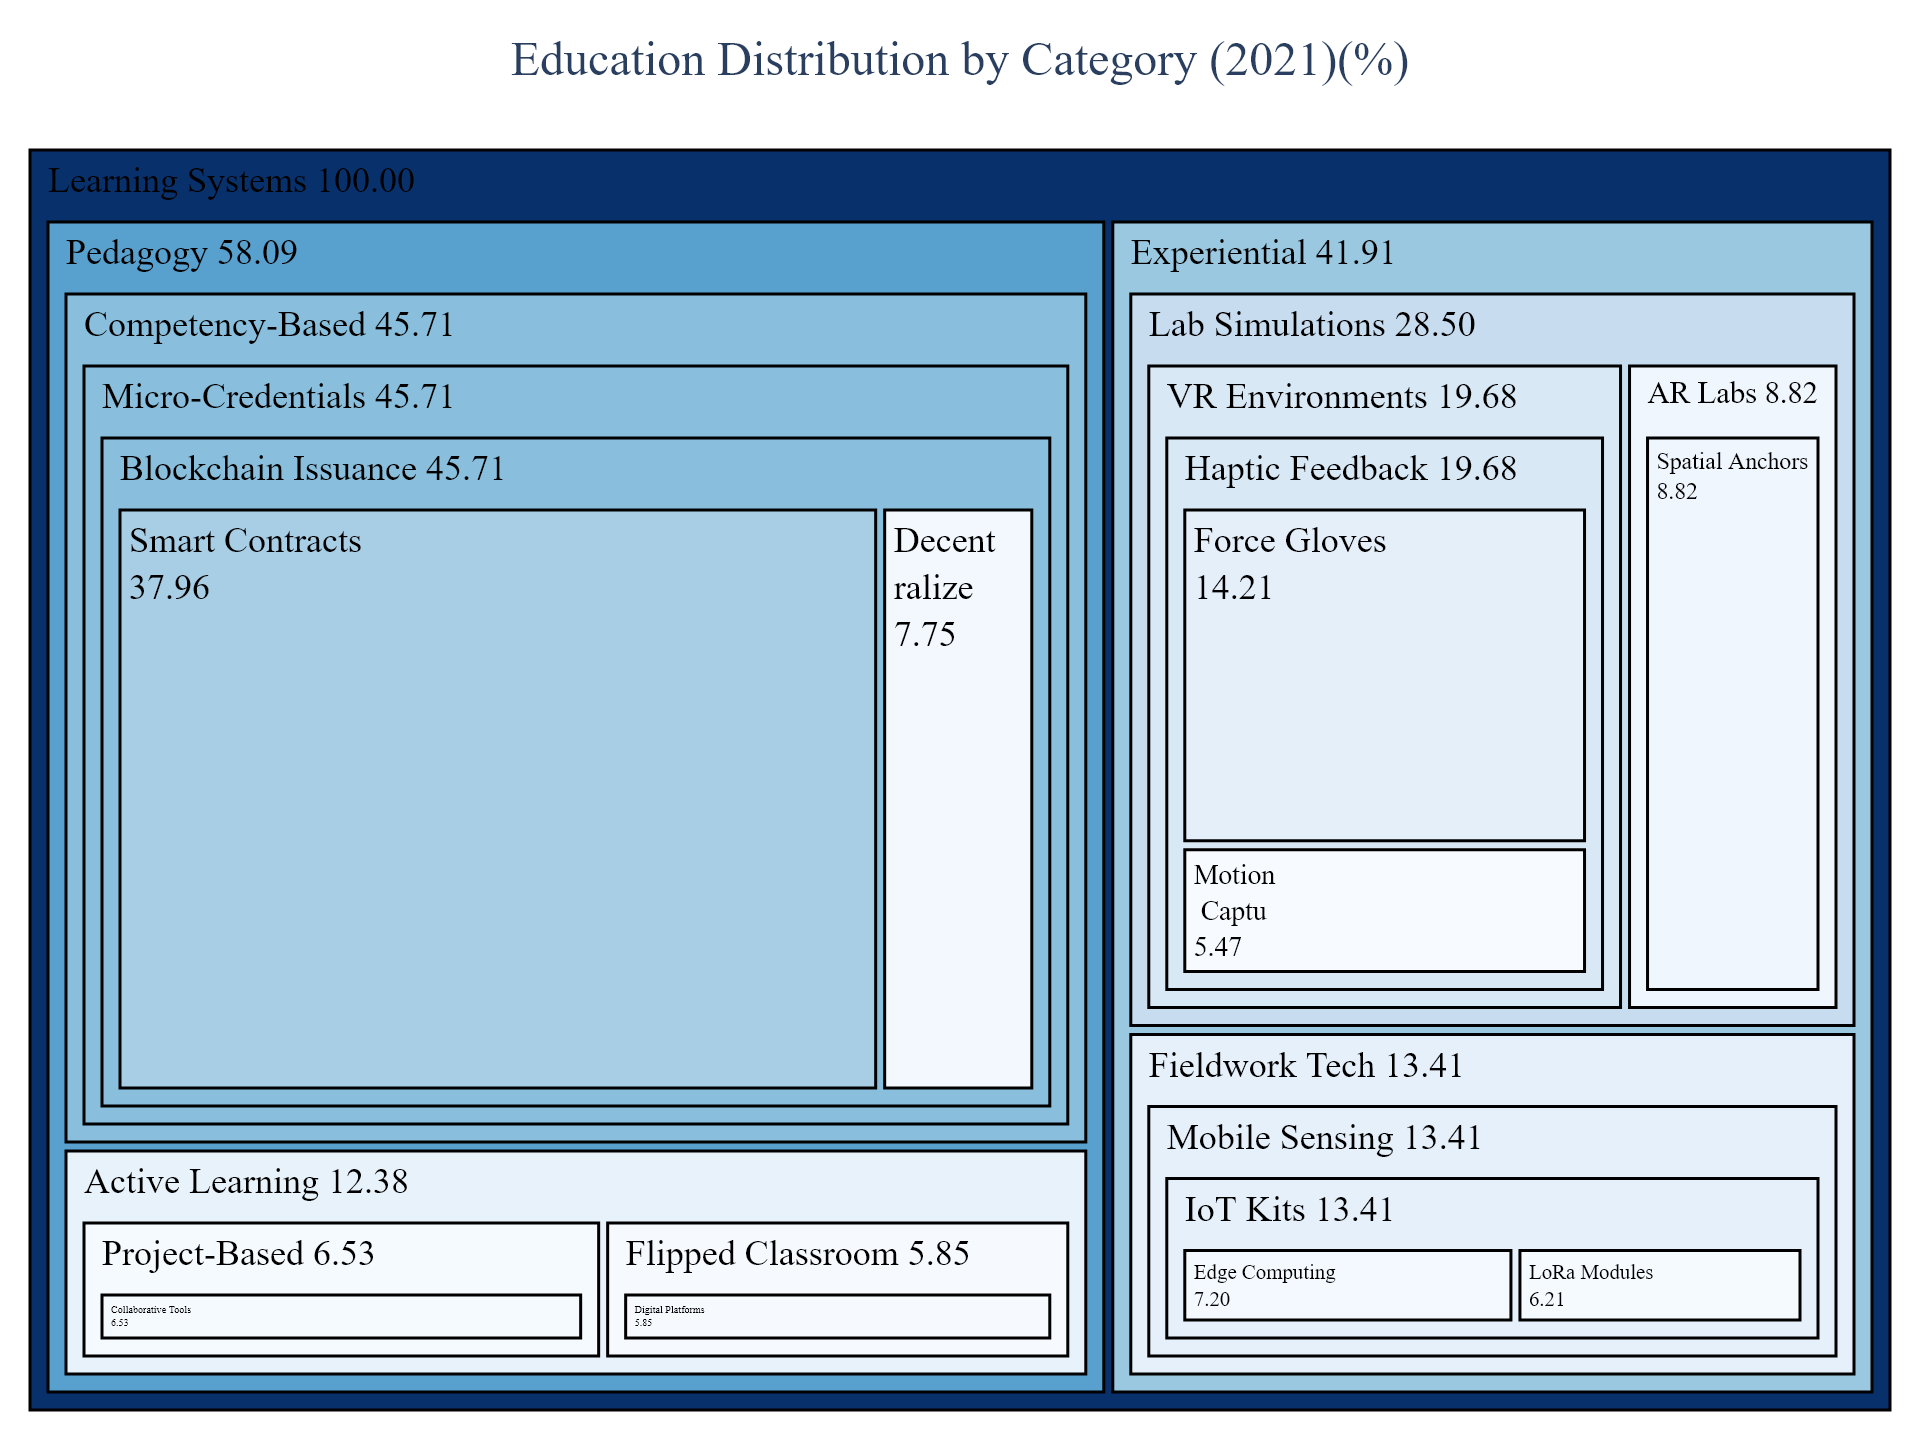 Education Distribution by Category (2021)(%)
Learning Systems 100.00
Pedagogy 58.09
Competency-Based 45.71
Micro-Credentials 45.71
Blockchain Issuance 45.71
Smart Contracts
37.96
Decent
ralize
7.75
Active Learning 12.38
Project-Based 6.53
Collaborative Tools
6.53
Flipped Classroom 5.85
Digital Platforms
5.85
Experiential 41.91
Lab Simulations 28.50
VR Environments 19.68
Haptic Feedback 19.68
Force Gloves
14.21
Motion
Captu
5.47
AR Labs 8.82
Spatial Anchors
8.82
Fieldwork Tech 13.41
Mobile Sensing 13.41
IoT Kits 13.41
Edge Computing
7.20
LoRa Modules
6.21